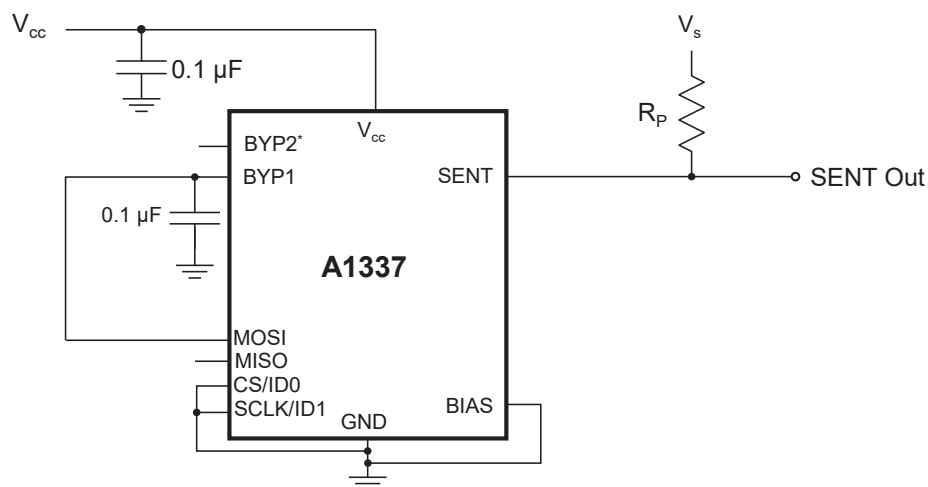 Vcc
0.1 µF
Vs
RP
Vcc
BYP2*
BYP1
SENT
SENT Out
0.1 µF
A1337
MOSI
MISO
CS/ID0
SCLK/ID1
BIAS
GND